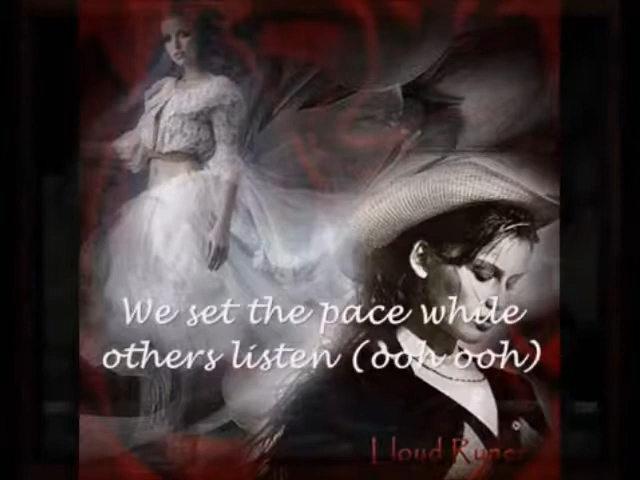 We set the pace while
others listen (ooh ooh)